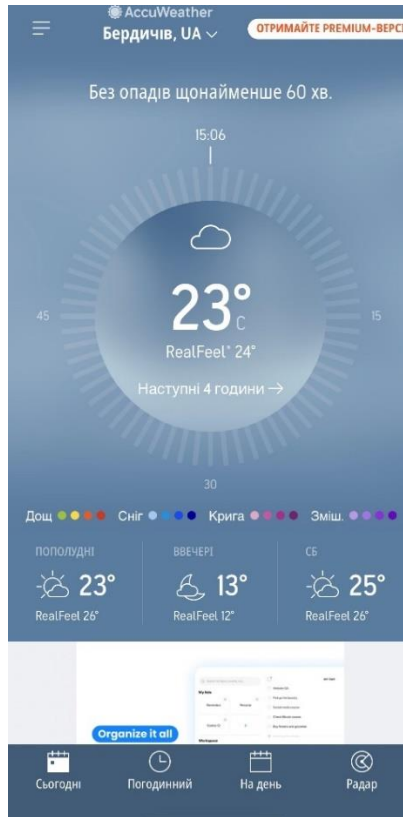 AccuWeather
Бердичів, UA
ОТРИМАЙТЕ PREMIUM-ВЕРСІ
Без опадів щонайменше 60 хв.
15:06
45
15
23°
C
RealFeel® 24°
Наступні 4 години →
30
Дощ Сніг Крига Зміш.
ПОПОЛУДНІ ВВЕЧЕРІ СБ
23° 13° 25°
RealFeel 26° RealFeel 12° RealFeel 26°
Organize it all
Сьогодні Погодинний На день Радар